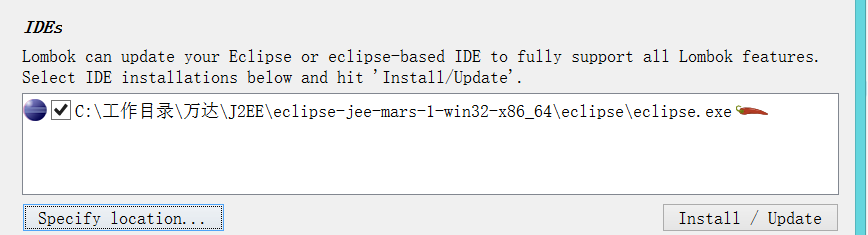 IDEs
Lombok can update your Eclipse or eclipse-based IDE to fully support all Lombok features.
Select IDE installations below and hit 'Install/Update'.
C:\工作目录\万达\J2EE\eclipse-jee-mars-1-win32-x86_64\eclipse\eclipse.exe
Specify location...
Install / Update